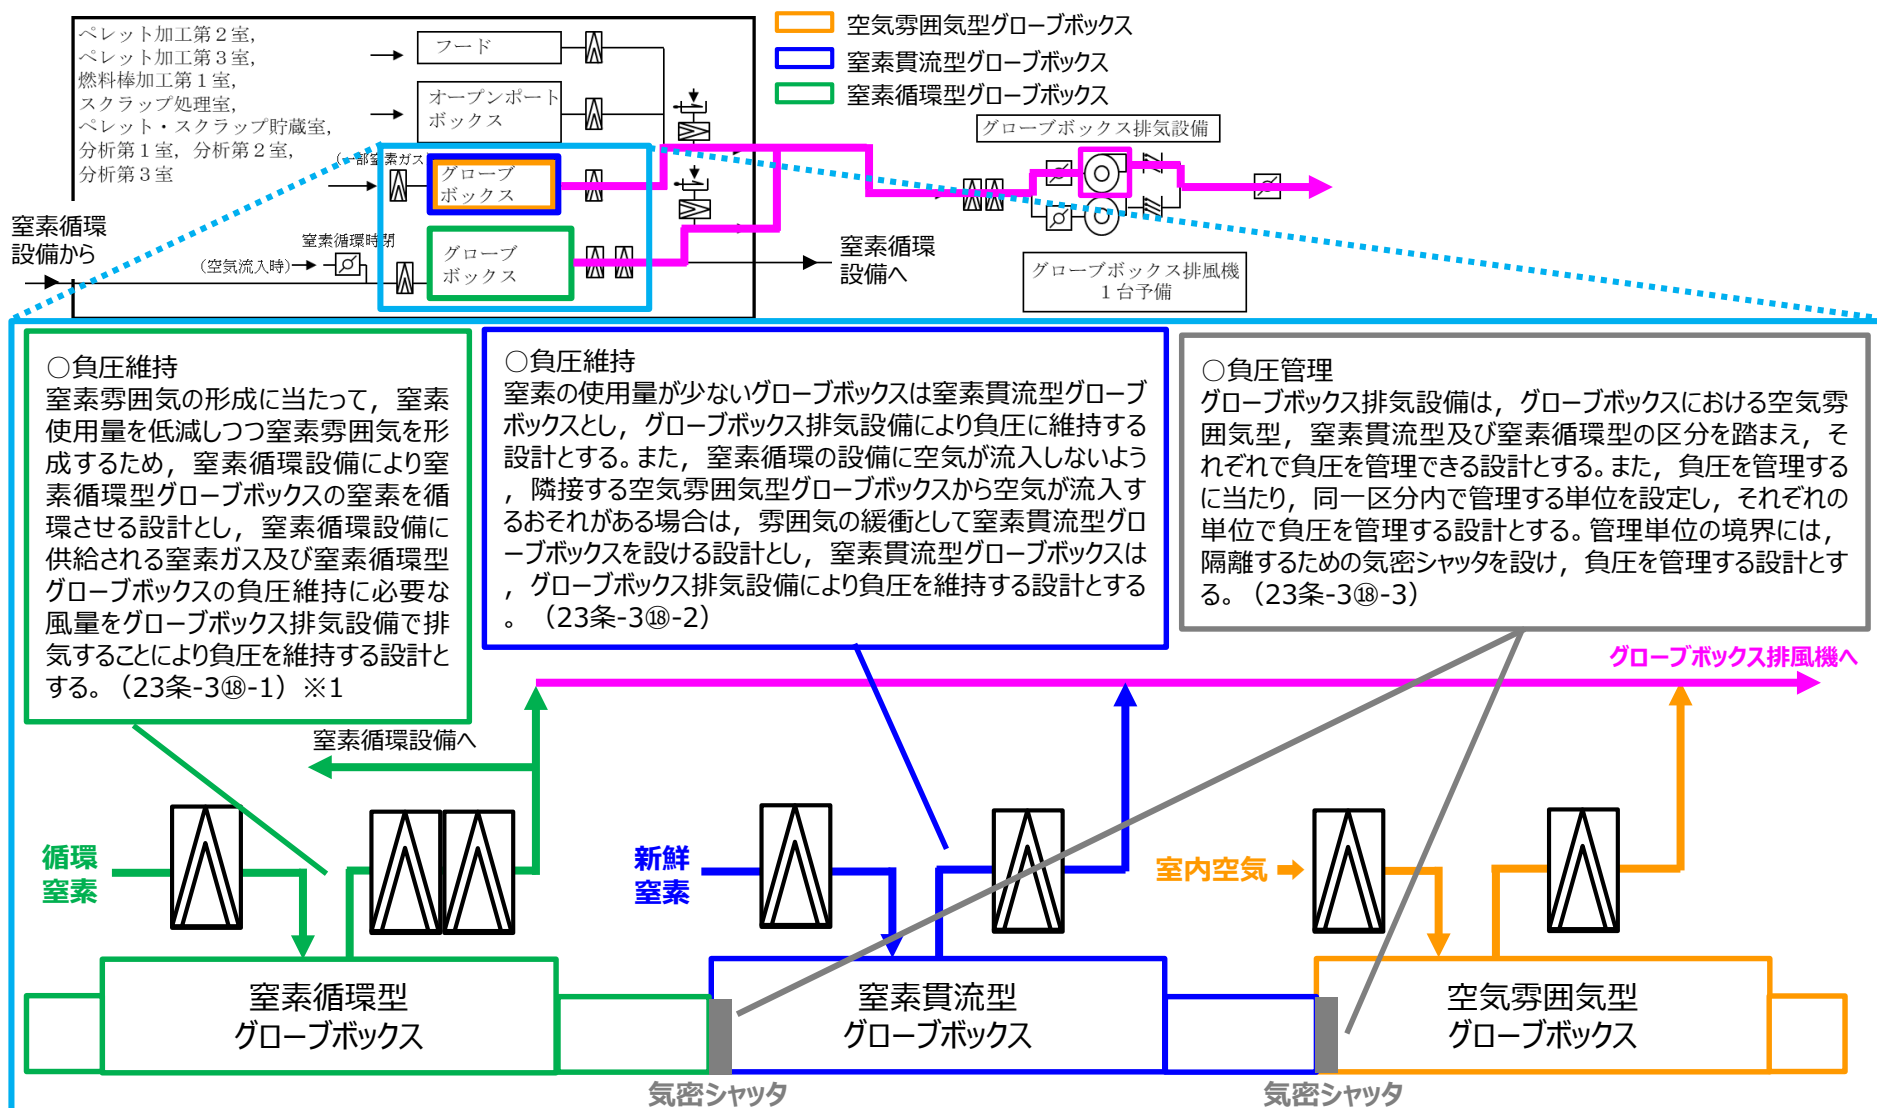 ペレット加工第２室，
ペレット加工第３室，
燃料棒加工第１室，
スクラップ処理室，
ペレット・スクラップ貯蔵室，
分析第１室，分析第２室，
分析第３室
フード
オープンポート
ボックス
(一部窒素ガス
グローブ
ボックス
窒素循環時閉
(空気流入時)
グローブ
ボックス
窒素循環
設備から
窒素循環
設備へ
空気雰囲気型グローブボックス
窒素貫流型グローブボックス
窒素循環型グローブボックス
グローブボックス排気設備
グローブボックス排風機
１台予備
○負圧維持
窒素雰囲気の形成に当たって，窒素
使用量を低減しつつ窒素雰囲気を形
成するため，窒素循環設備により窒
素循環型グローブボックスの窒素を循
環させる設計とし，窒素循環設備に
供給される窒素ガス及び窒素循環型
グローブボックスの負圧維持に必要な
風量をグローブボックス排気設備で排
気することにより負圧を維持する設計と
する。（23条-3⑱-1）※1
○負圧維持
窒素の使用量が少ないグローブボックスは窒素貫流型グローブ
ボックスとし，グローブボックス排気設備により負圧に維持する
設計とする。また，窒素循環の設備に空気が流入しないよう
，隣接する空気雰囲気型グローブボックスから空気が流入す
るおそれがある場合は，雰囲気の緩衝として窒素貫流型グロ
ーブボックスを設ける設計とし，窒素貫流型グローブボックスは
，グローブボックス排気設備により負圧を維持する設計とする
。（23条-3⑱-2）
○負圧管理
グローブボックス排気設備は，グローブボックスにおける空気雰
囲気型，窒素貫流型及び窒素循環型の区分を踏まえ，そ
れぞれで負圧を管理できる設計とする。また，負圧を管理する
に当たり，同一区分内で管理する単位を設定し，それぞれの
単位で負圧を管理する設計とする。管理単位の境界には，
隔離するための気密シャッタを設け，負圧を管理する設計とす
る。（23条-3⑱-3）
グローブボックス排風機へ
窒素循環設備へ
循環
窒素
新鮮
窒素
室内空気
窒素循環型
グローブボックス
窒素貫流型
グローブボックス
空気雰囲気型
グローブボックス
気密シャッタ
気密シャッタ